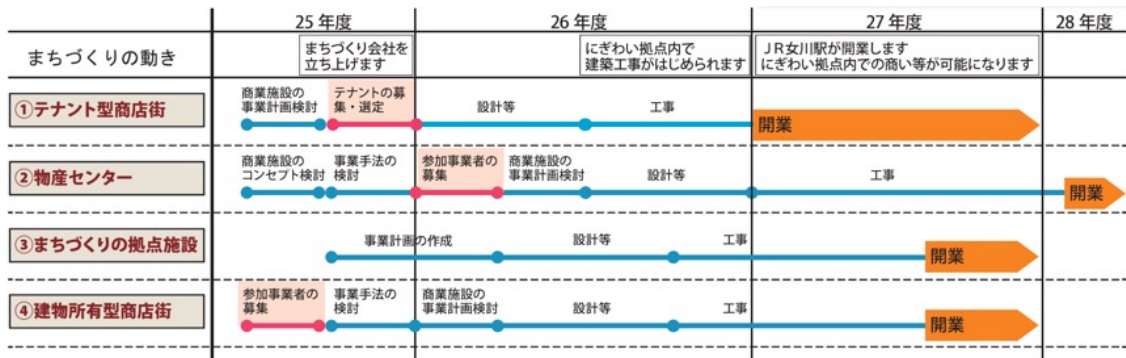 25 年度
26 年度
27 年度
28 年度
まちづくりの動き
まちづくり会社を
立ち上げます
にぎわい拠点内で
建築工事がはじめられます
ＪＲ女川駅が開業します
にぎわい拠点内での商い等が可能になります
①テナント型商店街
商業施設の
事業計画検討
テナントの募
集・選定
設計等
工事
開業
②物産センター
商業施設の
コンセプト検討
事業手法の
検討
参加事業者の
募集
商業施設の
事業計画検討
設計等
工事
開業
③まちづくりの拠点施設
事業計画の作成
設計等
工事
開業
④建物所有型商店街
参加事業者の
募集
事業手法の
検討
商業施設の
事業計画検討
設計等
工事
開業